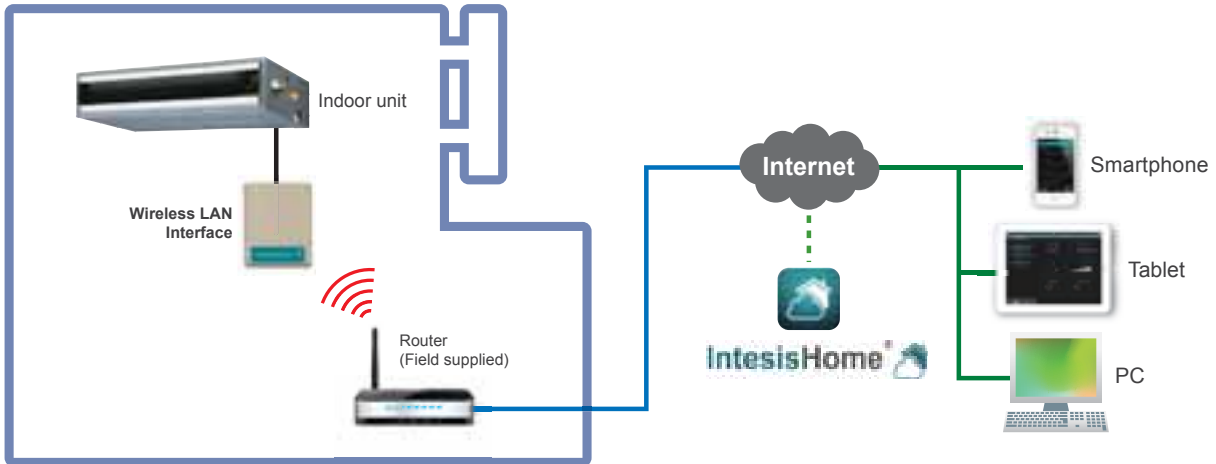 Indoor unit
Wireless LAN
Interface
Router
(Field supplied)
Internet
IntesisHome®
Smartphone
Tablet
PC